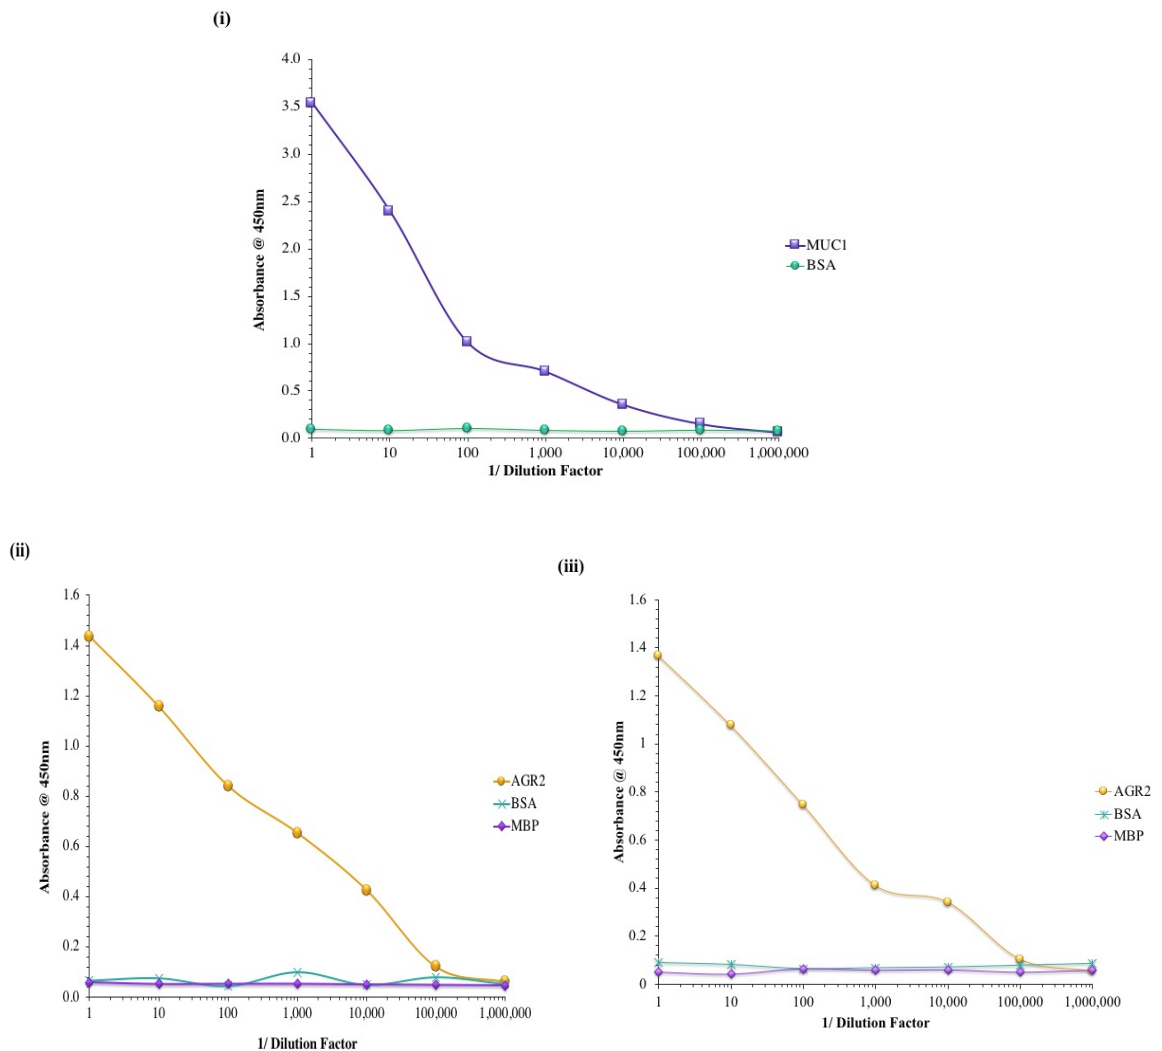 (i)
4.0
3.5
3.0
2.5
2.0
1.5
1.0
0.5
0.0
Absorbance @ 450nm
1 10 100 1,000 10,000 100,000 1,000,000
1/ Dilution Factor
MUC1
BSA
(ii)
1.6
1.4
1.2
1.0
0.8
0.6
0.4
0.2
0.0
Absorbance @ 450nm
1 10 100 1,000 10,000 100,000 1,000,000
1/ Dilution Factor
AGR2
BSA
MBP
(iii)
1.6
1.4
1.2
1
0.8
0.6
0.4
0.2
0
Absorbance @ 450nm
1 10 100 1,000 10,000 100,000 1,000,000
1/ Dilution Factor
AGR2
BSA
MBP